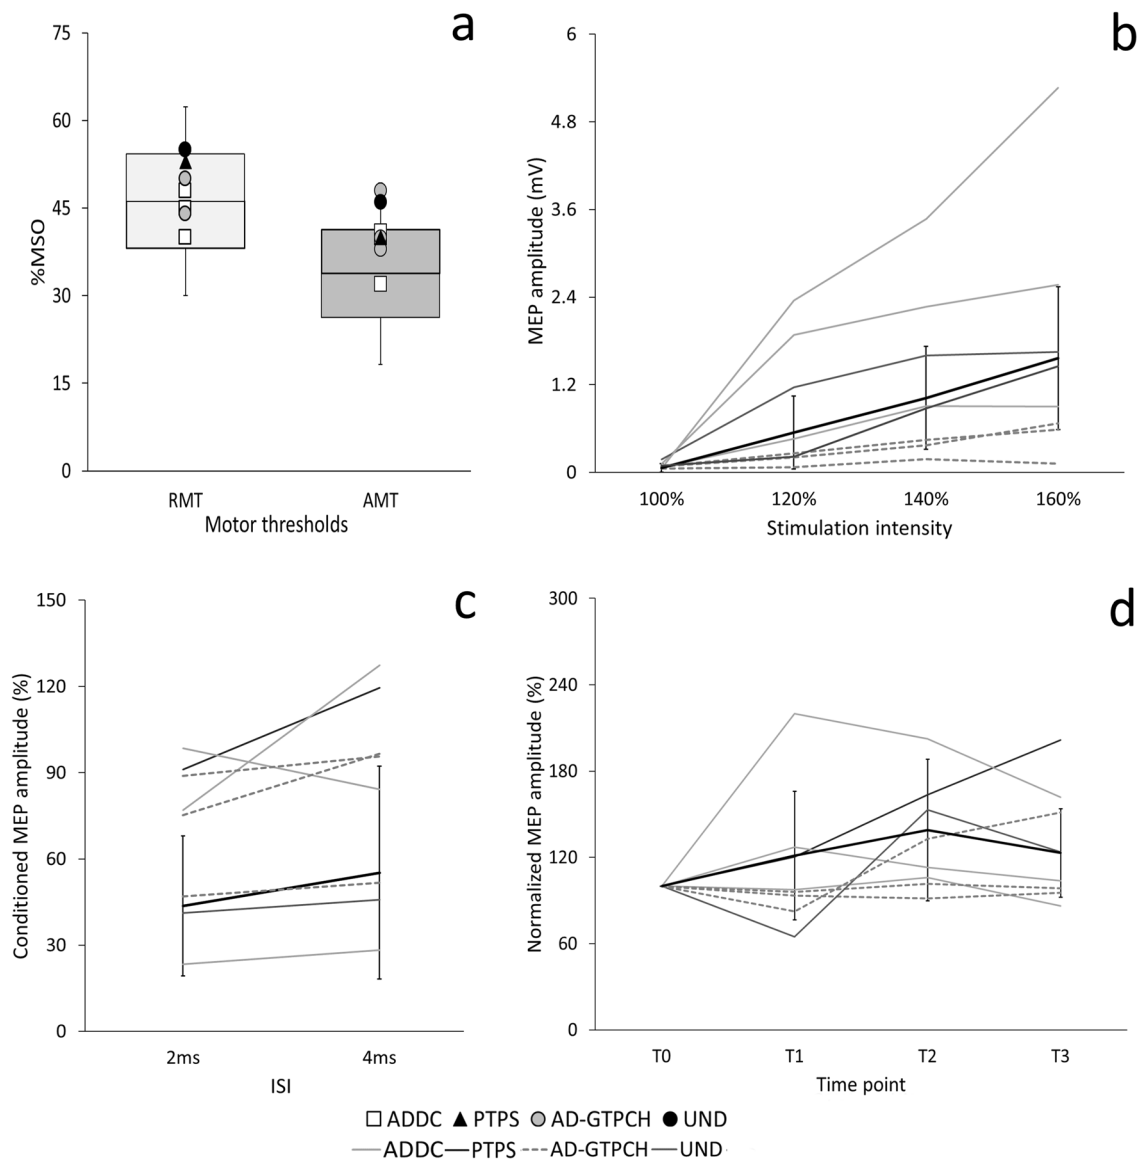 a
75
60
45
30
15
0
%MSO
RMT AMT
Motor thresholds
b
6
4.8
3.6
2.4
1.2
0
MEP amplitude (mV)
100% 120% 140% 160%
Stimulation intensity
c
150
120
90
60
30
0
Conditioned MEP amplitude (%)
2ms 4ms
ISI
d
300
240
180
120
60
0
Normalized MEP amplitude (%)
T0 T1 T2 T3
Time point
ADDC PTPS AD-GTPCH UND
ADDC PTPS AD-GTPCH UND